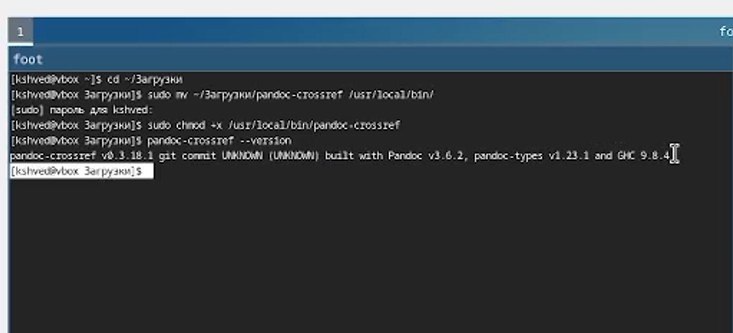 1
fo
foot
[kshved@vbox ~]$ cd ~/Загрузки
[kshved@vbox Загрузки]$ sudo mv ~/Загрузки/pandoc-crossref /usr/local/bin/
[sudo] пароль для kshved:
[kshved@vbox Загрузки]$ sudo chmod +x /usr/local/bin/pandoc-crossref
[kshved@vbox Загрузки]$ pandoc-crossref --version
pandoc-crossref v0.3.18.1 git commit UNKNOWN (UNKNOWN) built with Pandoc v3.6.2, pandoc-types v1.23.1 and GHC 9.8.4
[kshved@vbox Загрузки]$